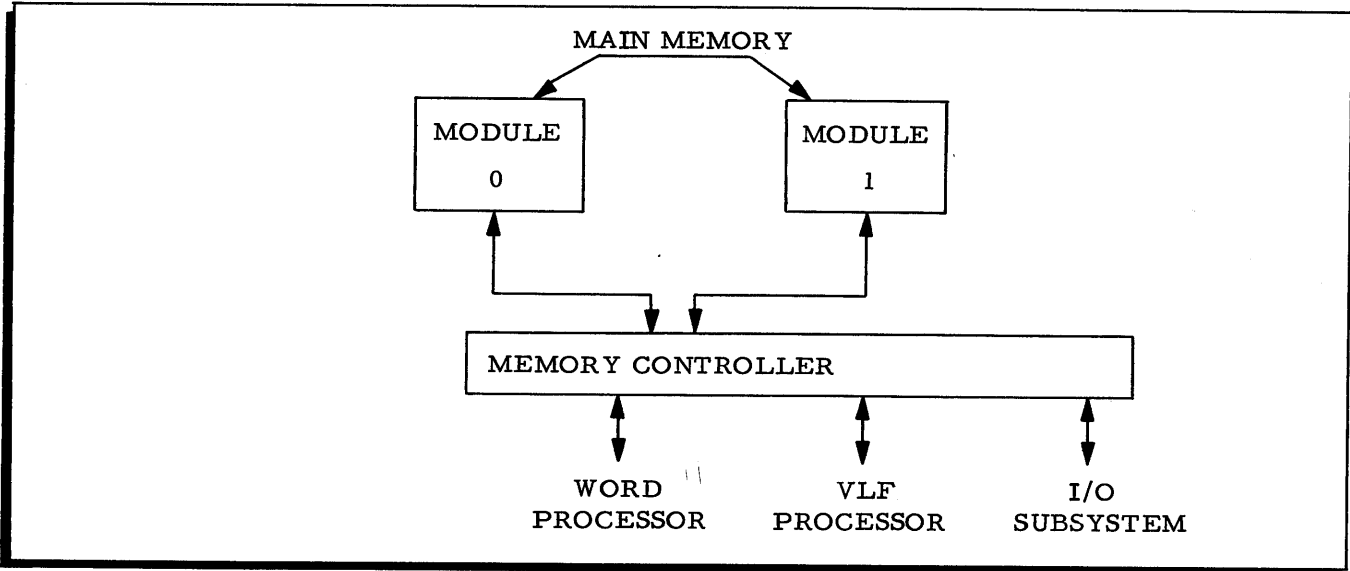 MAIN MEMORY
MODULE
0
MODULE
1
MEMORY CONTROLLER
WORD
PROCESSOR
VLF
PROCESSOR
I/O
SUBSYSTEM